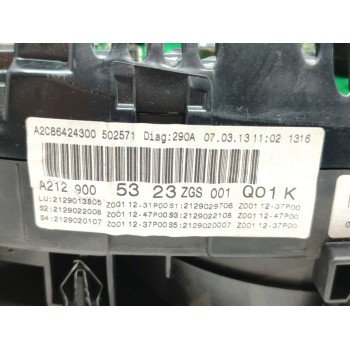 A2C86424300 502571 Diag:290A 07.03.13 11:02 1316
A212 900 53 23 ZGS 001 Q01 K
LU:2129013805 Z001 12-31P00 S1:2129029706 Z001 12-37P00
S2:2129022008 Z001 12-47P00 S3:2129022108 Z001 12-47P00
S4:2129020107 Z001 12-37P00 S5:2129020007 Z001 12-37P00